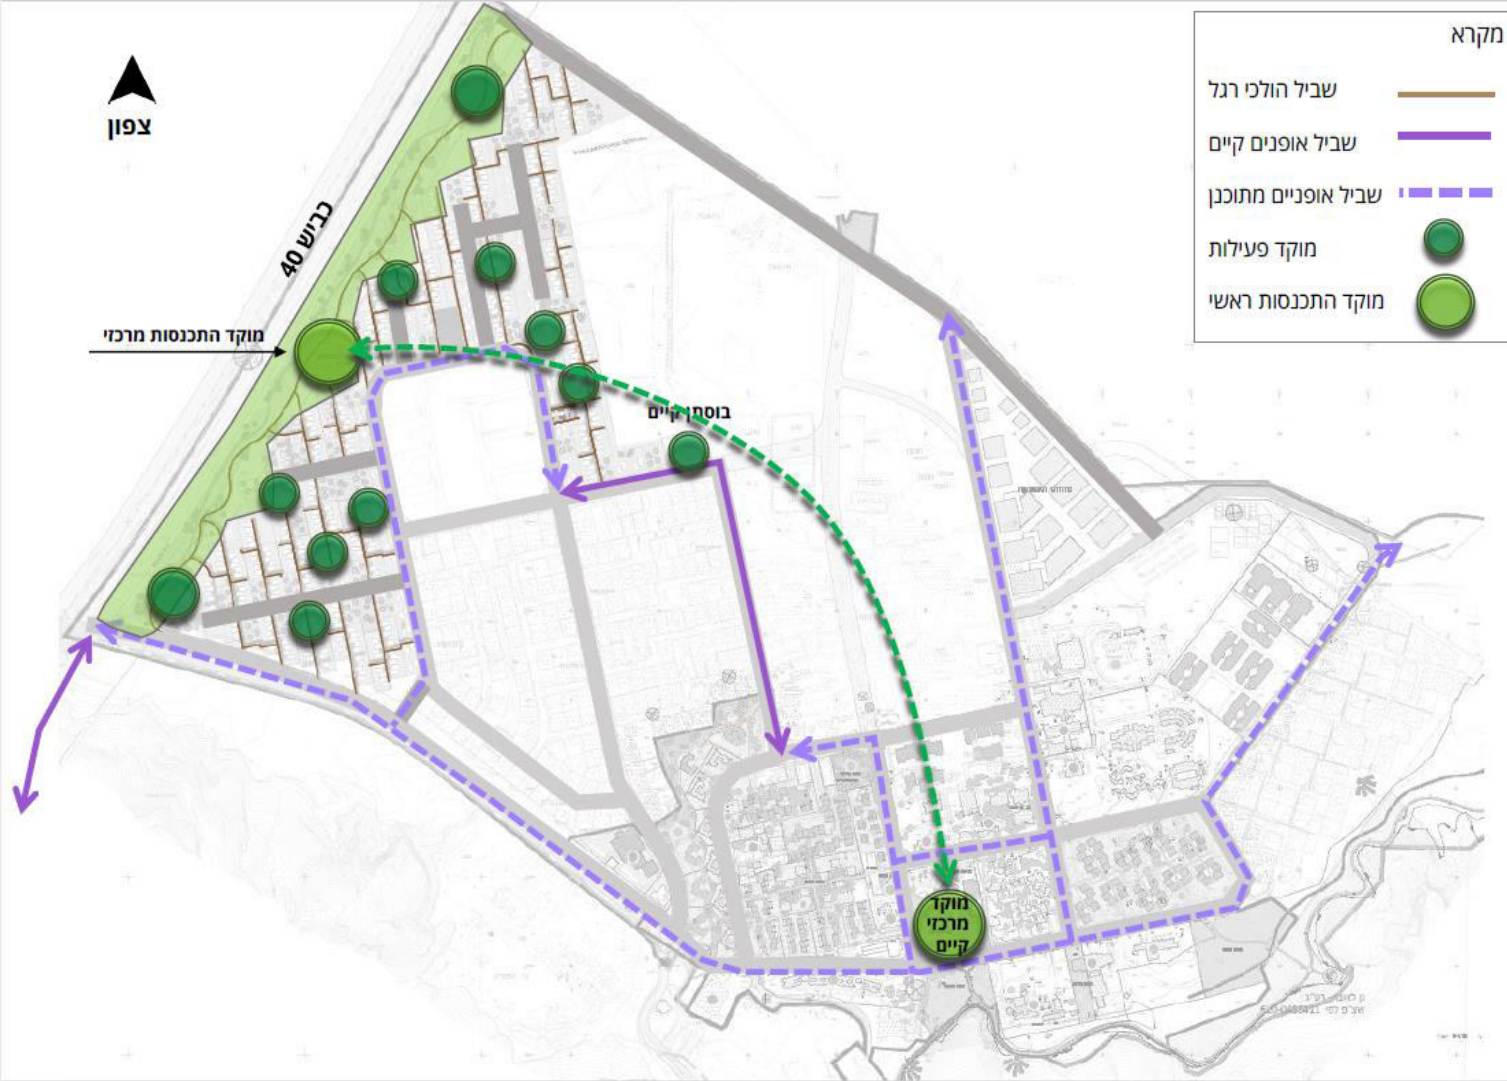 מקרא
שביל הולכי רגל
שביל אופנים קיים
שביל אופניים מתוכנן
מוקד פעילות
מוקד התכנסות ראשי
צפון
כביש 40
מוקד התכנסות מרכזי
בוסתן קיים
מוקד
מרכזי
קיים